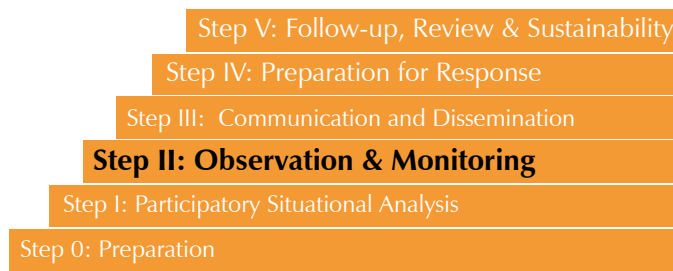 Step V: Follow-up, Review & Sustainability
Step IV: Preparation for Response
Step III:  Communication and Dissemination
Step II: Observation & Monitoring
Step I: Participatory Situational Analysis
Step 0: Preparation